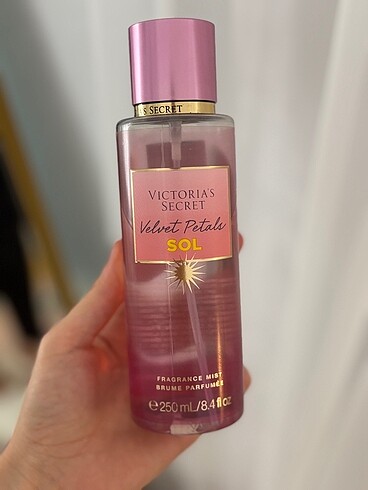 S SECRET
VICTORIA'S
SECRET
Velvet Petals
SOL
FRAGRANCE MIST
BRUME PARFUMÉE
℮ 250 mL/8.4 fl oz